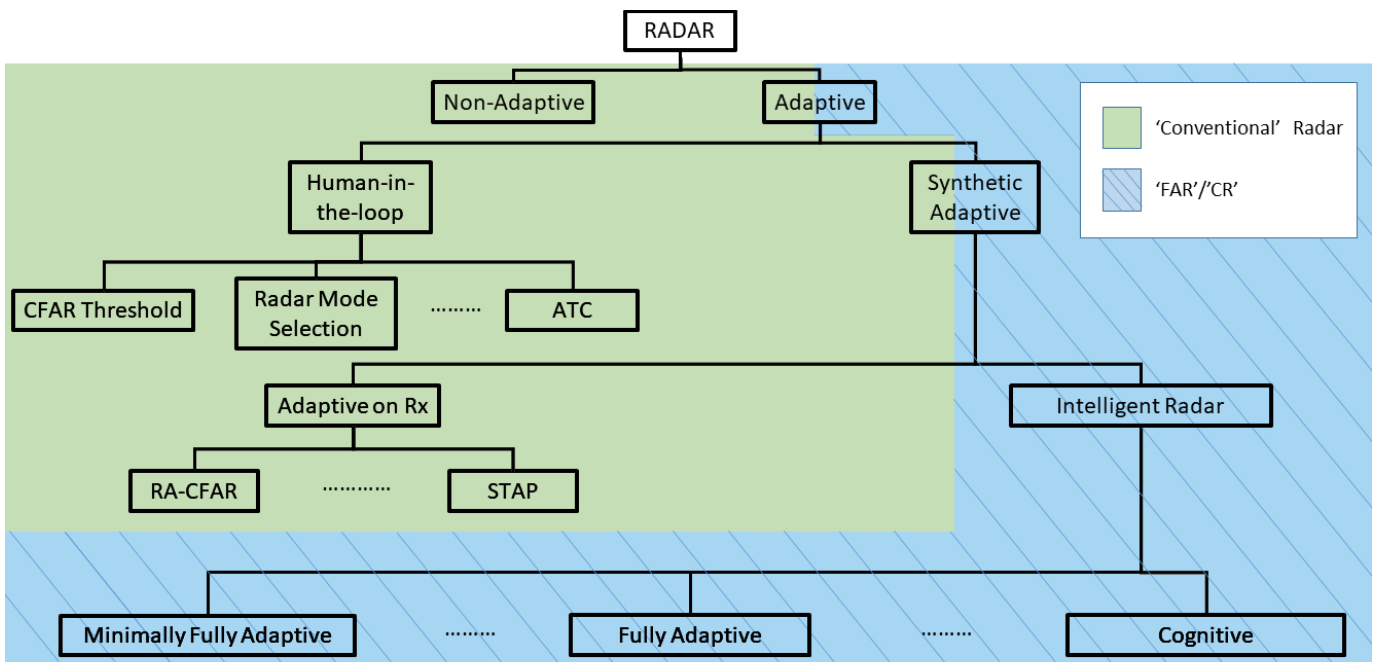 RADAR
Non-Adaptive
Adaptive
‘Conventional’ Radar
‘FAR’/’CR’
Human-in-
the-loop
Synthetic
Adaptive
CFAR Threshold
Radar Mode
Selection
.........
ATC
Adaptive on Rx
Intelligent Radar
RA-CFAR
............
STAP
Minimally Fully Adaptive
.........
Fully Adaptive
.........
Cognitive